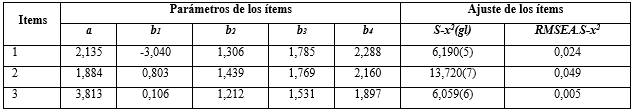 Items Parámetros de los ítems Ajuste de los ítems
a b1 b2 b3 b4 S-x²(gl) RMSEA.S-x²
1 2,135 -3,040 1,306 1,785 2,288 6,190(5) 0,024
2 1,884 0,803 1,439 1,769 2,160 13,720(7) 0,049
3 3,813 0,106 1,212 1,531 1,897 6,059(6) 0,005